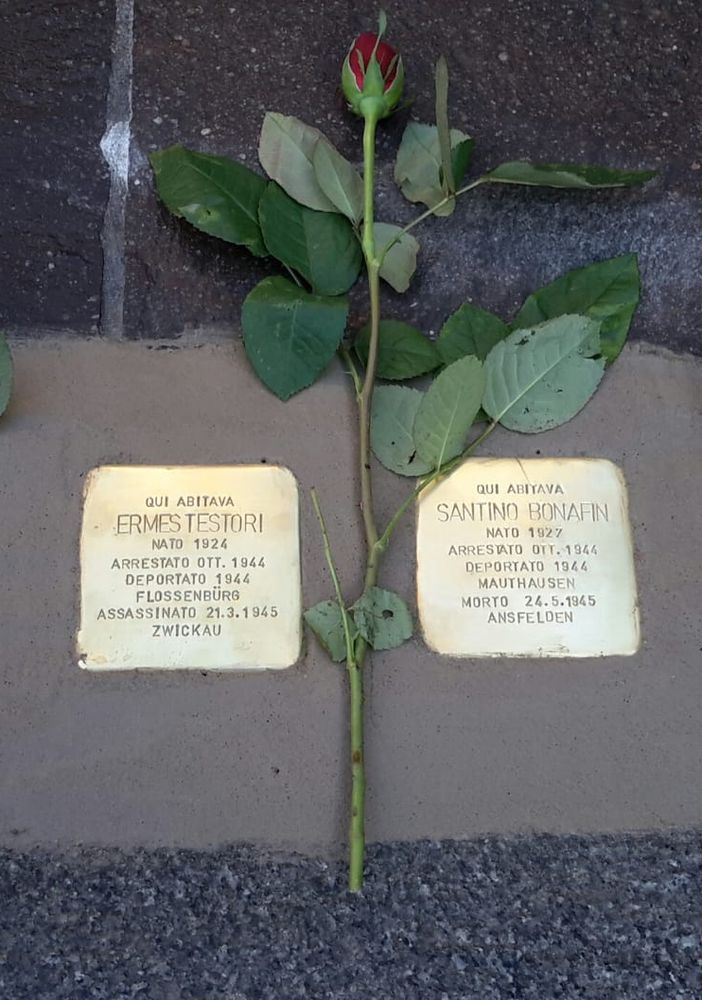 QUI ABITAVA
ERMES TESTORI
NATO 1924
ARRESTATO OTT. 1944
DEPORTATO 1944
FLOSSENBÜRG
ASSASSINATO 21.3.1945
ZWICKAU
QUI ABITAVA
SANTINO BONAFIN
NATO 1927
ARRESTATO OTT. 1944
DEPORTATO 1944
MAUTHAUSEN
MORTO 24.5.1945
ANSFELDEN